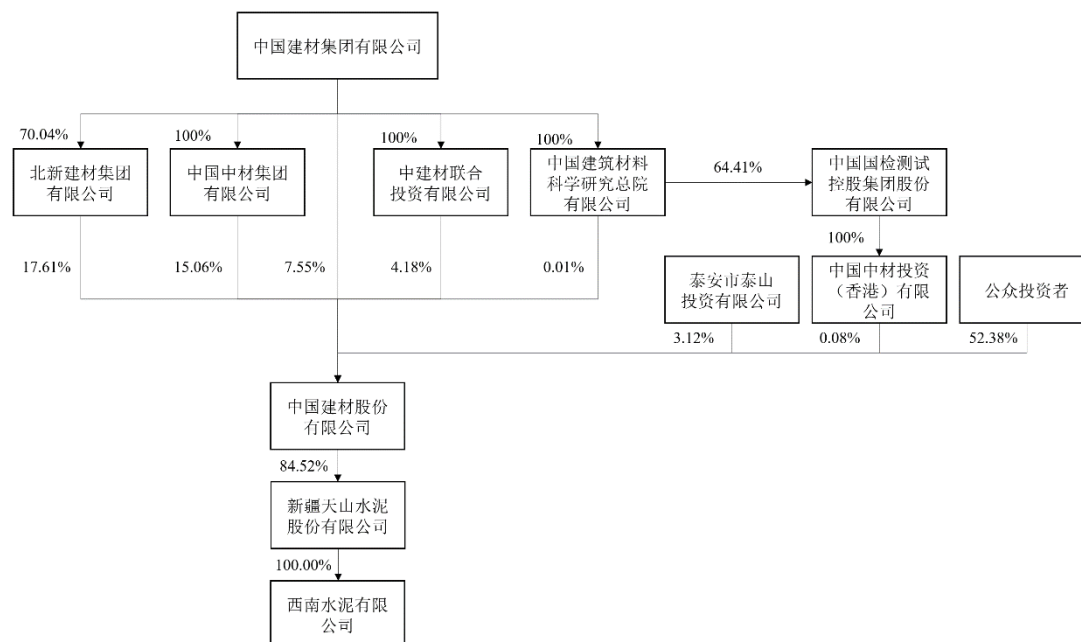 中国建材集团有限公司
70.04%
100%
100%
100%
北新建材集团
有限公司
中国中材集团
有限公司
中建材联合
投资有限公司
中国建筑材料
科学研究总院
有限公司
64.41%
中国国检测试
控股集团股份
有限公司
100%
17.61%
15.06%
7.55%
4.18%
0.01%
泰安市泰山
投资有限公司
中国中材投资
（香港）有限
公司
公众投资者
3.12%
0.08%
52.38%
中国建材股份
有限公司
84.52%
新疆天山水泥
股份有限公司
100.00%
西南水泥有限
公司